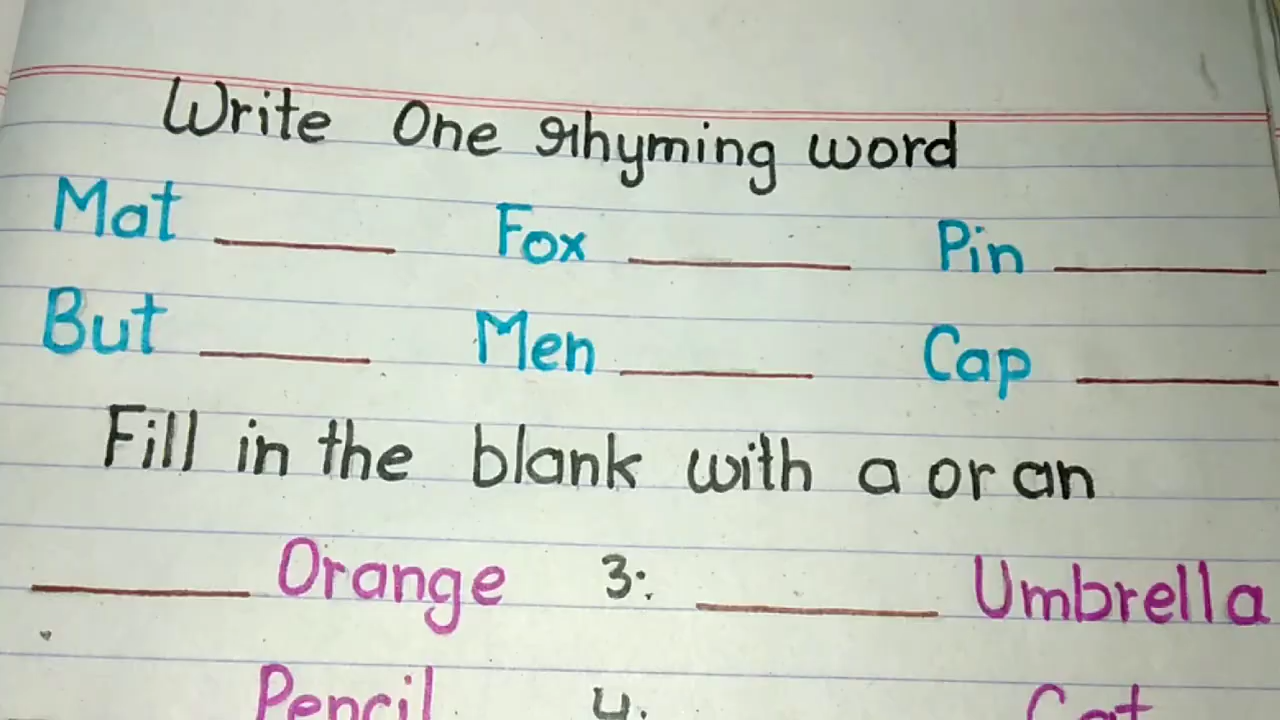 Write One rhyming word
Mat ______ Fox ______ Pin ______
But ______ Men ______ Cap ______
Fill in the blank with a or an
______ Orange 3. ______ Umbrella
Pencil 4. Cat